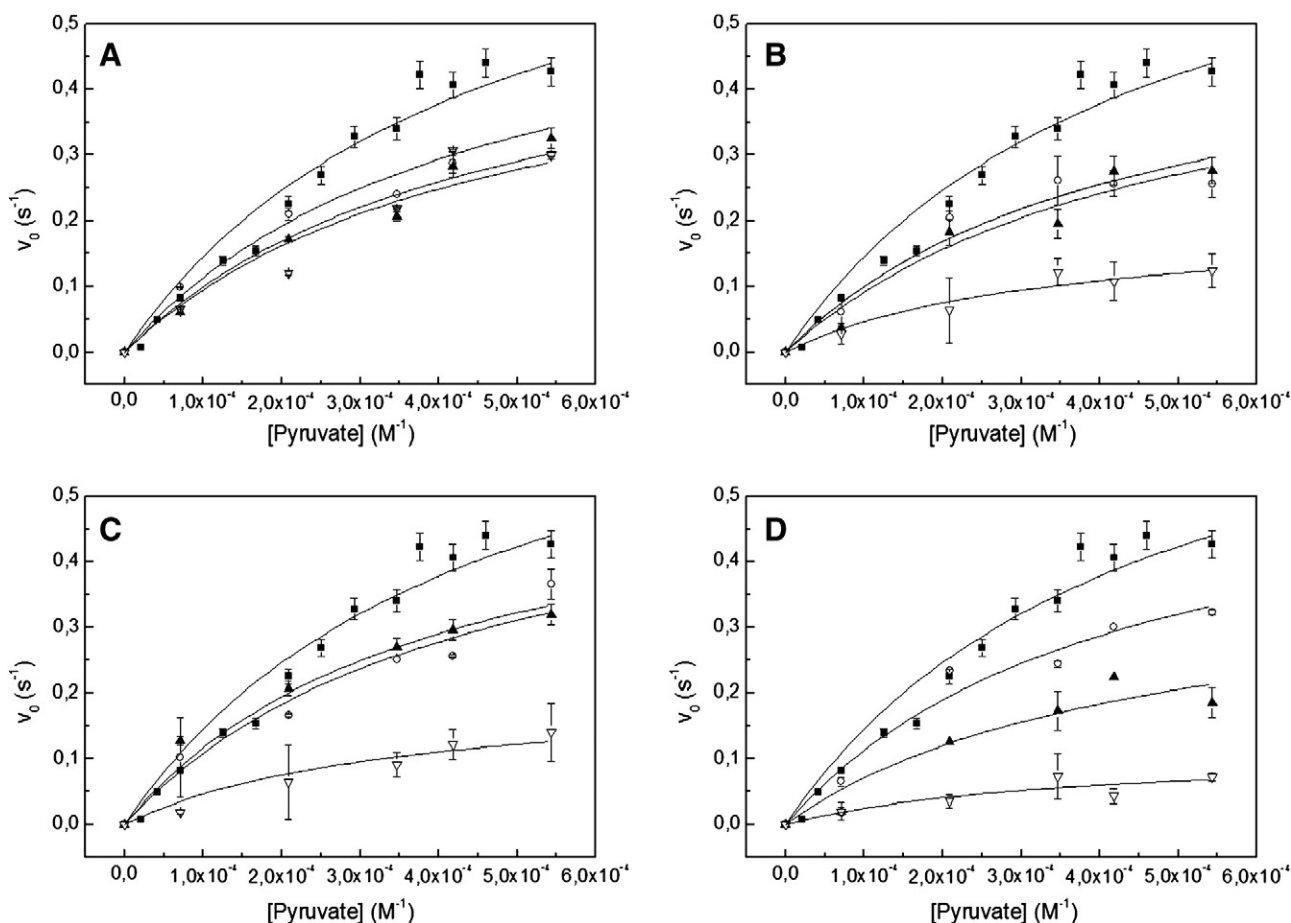 A
0,5
0,4
0,3
0,2
0,1
0,0
v₀ (s⁻¹)
0,0 1,0x10⁻⁴ 2,0x10⁻⁴ 3,0x10⁻⁴ 4,0x10⁻⁴ 5,0x10⁻⁴ 6,0x10⁻⁴
[Pyruvate] (M⁻¹)
B
0,5
0,4
0,3
0,2
0,1
0,0
v₀ (s⁻¹)
0,0 1,0x10⁻⁴ 2,0x10⁻⁴ 3,0x10⁻⁴ 4,0x10⁻⁴ 5,0x10⁻⁴ 6,0x10⁻⁴
[Pyruvate] (M⁻¹)
C
0,5
0,4
0,3
0,2
0,1
0,0
v₀ (s⁻¹)
0,0 1,0x10⁻⁴ 2,0x10⁻⁴ 3,0x10⁻⁴ 4,0x10⁻⁴ 5,0x10⁻⁴ 6,0x10⁻⁴
[Pyruvate] (M⁻¹)
D
0,5
0,4
0,3
0,2
0,1
0,0
v₀ (s⁻¹)
0,0 1,0x10⁻⁴ 2,0x10⁻⁴ 3,0x10⁻⁴ 4,0x10⁻⁴ 5,0x10⁻⁴ 6,0x10⁻⁴
[Pyruvate] (M⁻¹)